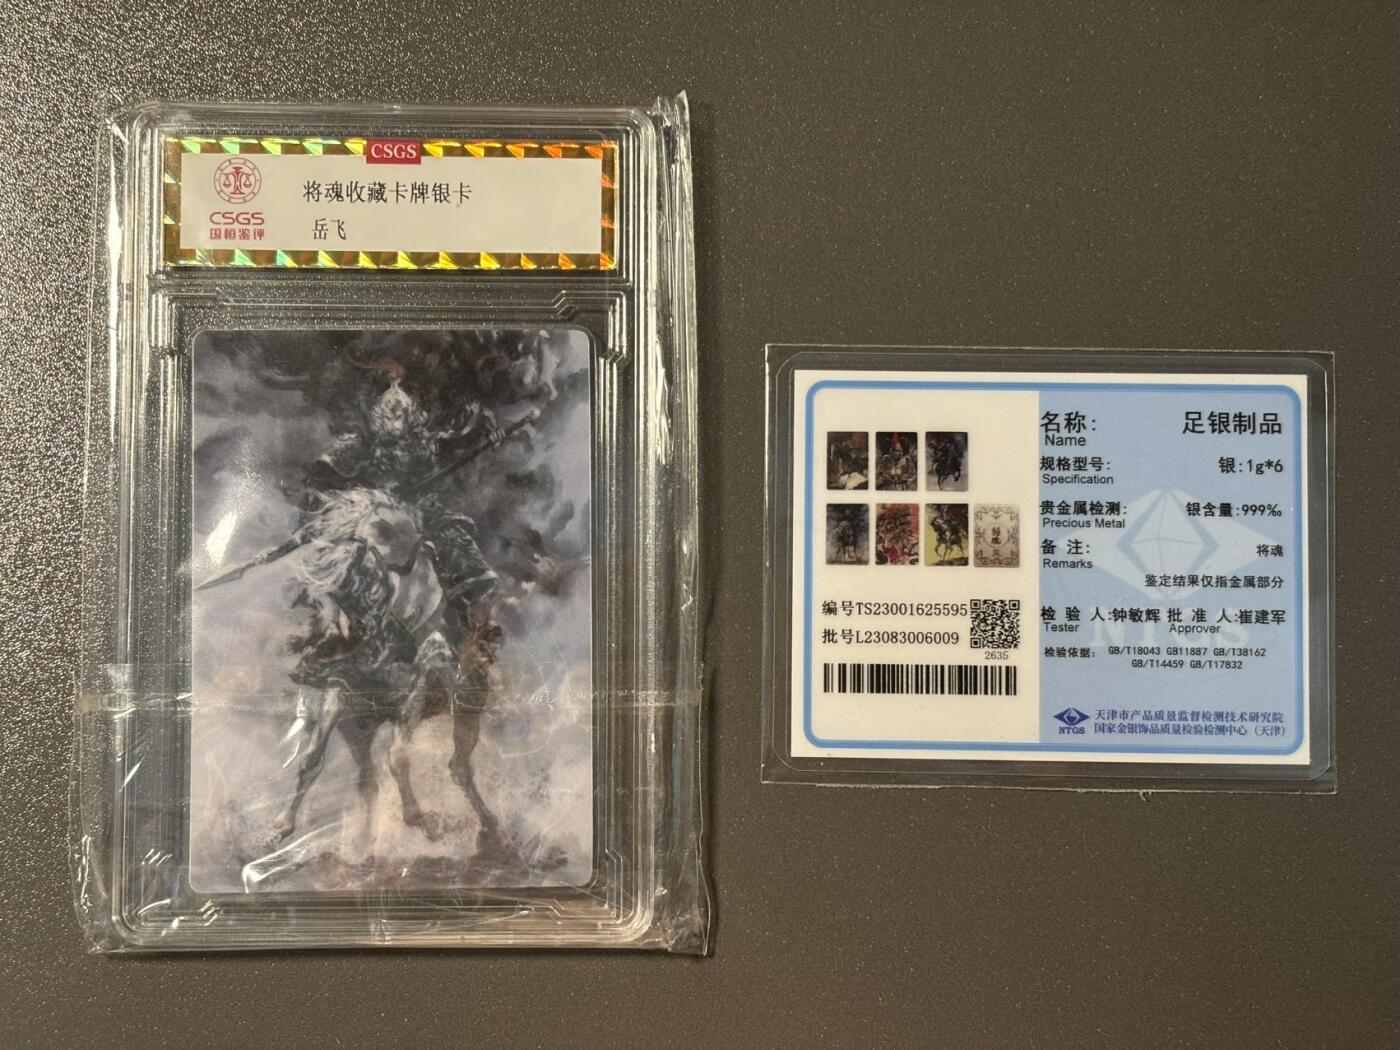 CSGS
将魂收藏卡牌银卡
CSGS
国恒鉴评
岳飞
名称: 足银制品
Name
规格型号: 银:1g*6
Specification
贵金属检测: 银含量:999‰
Precious Metal
备 注: 将魂
Remarks
鉴定结果仅指金属部分
检 验 人:钟敏辉 批 准 人:崔建军
Tester Approver
检验依据: GB/T18043 GB11887 GB/T38162
GB/T14459 GB/T17832
编号TS23001625595
批号L23083006009
2635
NTGS
天津市产品质量监督检测技术研究院
国家金银饰品质量检验检测中心（天津）
NTGS